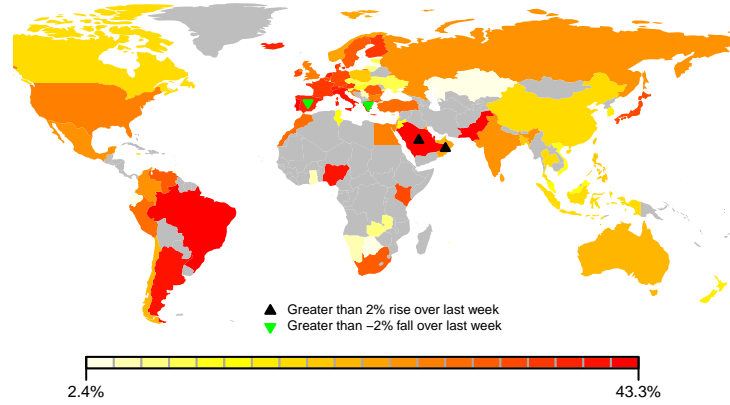 Greater than 2% rise over last week
Greater than −2% fall over last week
2.4%
43.3%